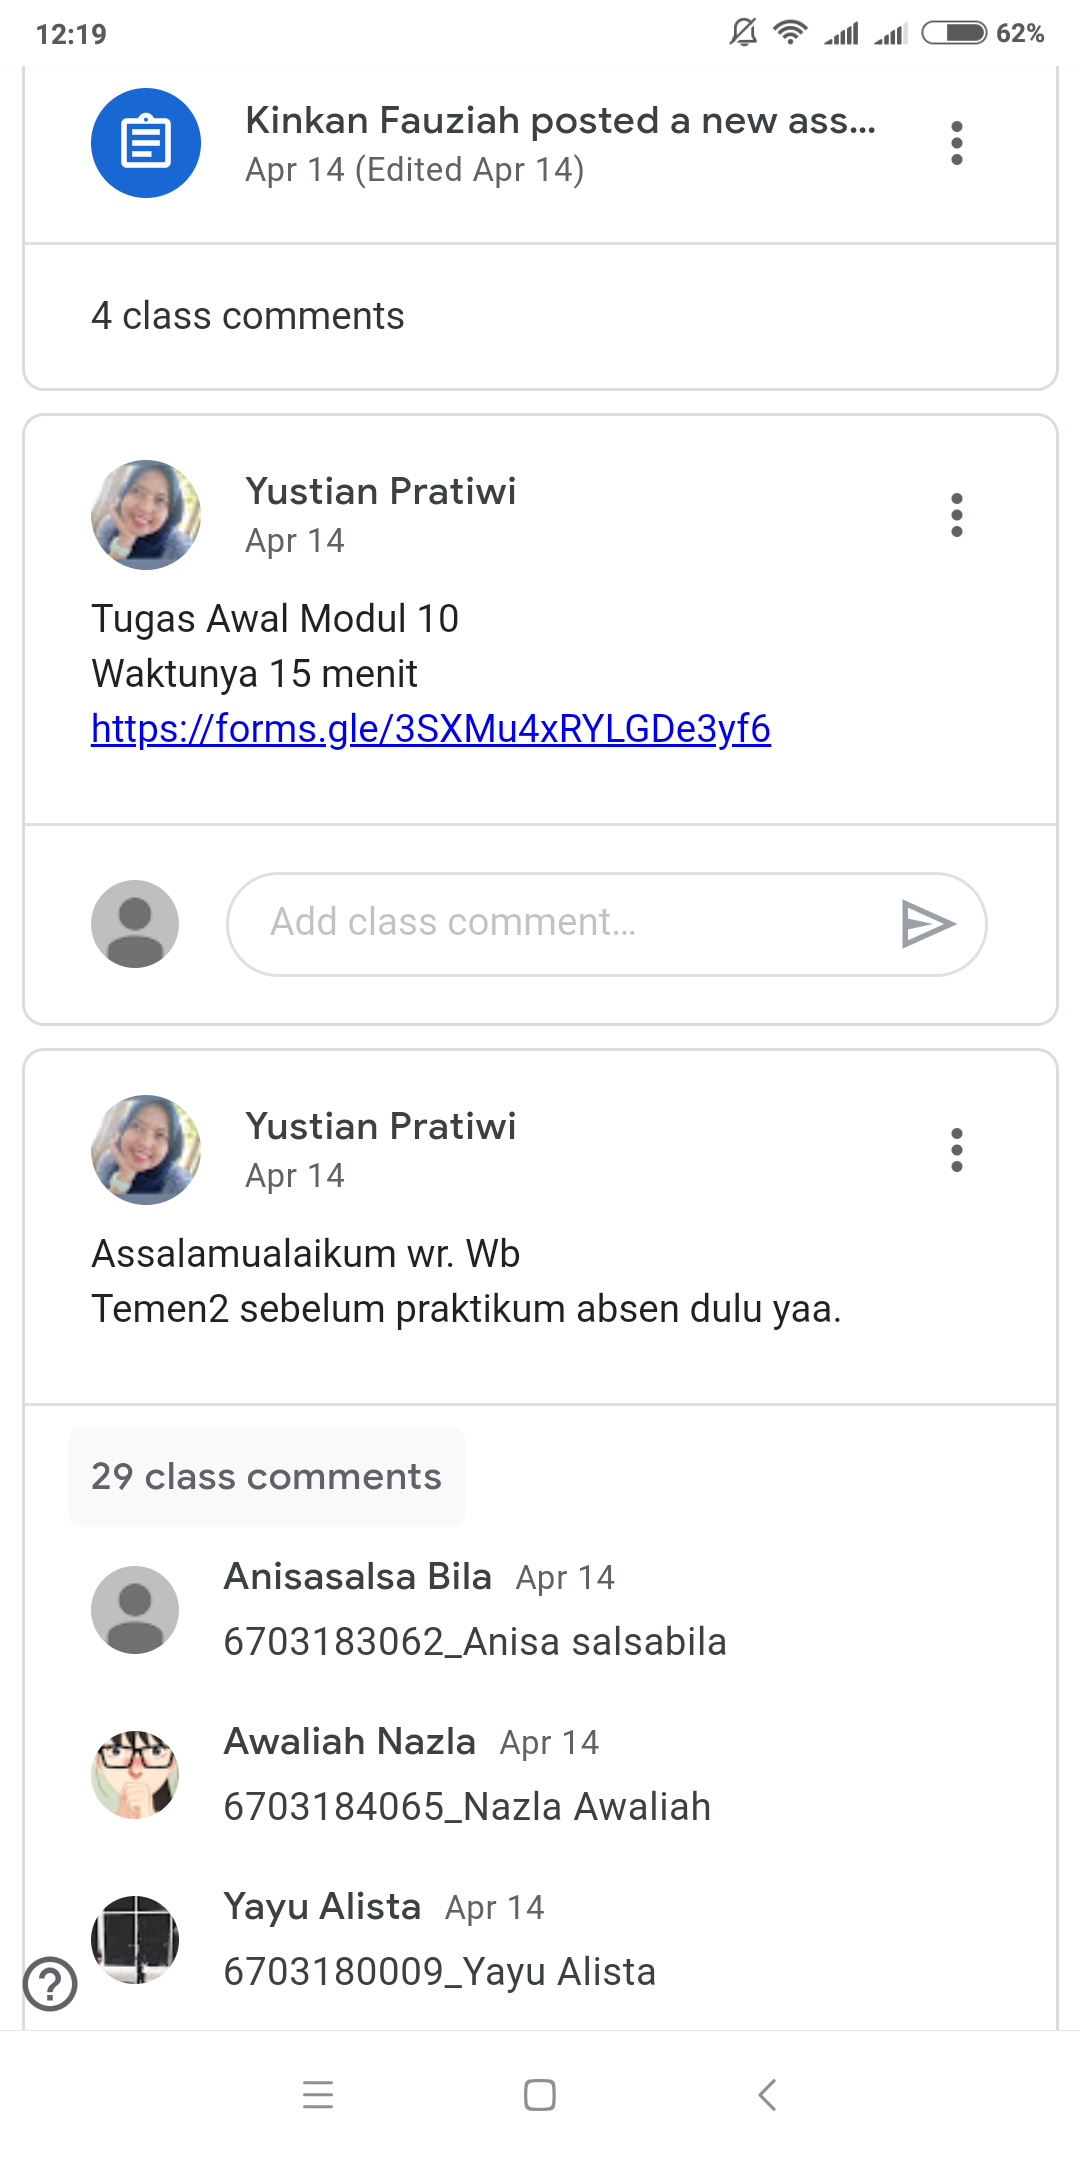 12:19
62%
Kinkan Fauziah posted a new ass...
Apr 14 (Edited Apr 14)
4 class comments
Yustian Pratiwi
Apr 14
Tugas Awal Modul 10
Waktunya 15 menit
https://forms.gle/3SXMu4xRYLGDe3yf6
Add class comment...
Yustian Pratiwi
Apr 14
Assalamualaikum wr. Wb
Temen2 sebelum praktikum absen dulu yaa.
29 class comments
Anisasalsa Bila Apr 14
6703183062_Anisa salsabila
Awaliah Nazla Apr 14
6703184065_Nazla Awaliah
Yayu Alista Apr 14
6703180009_Yayu Alista